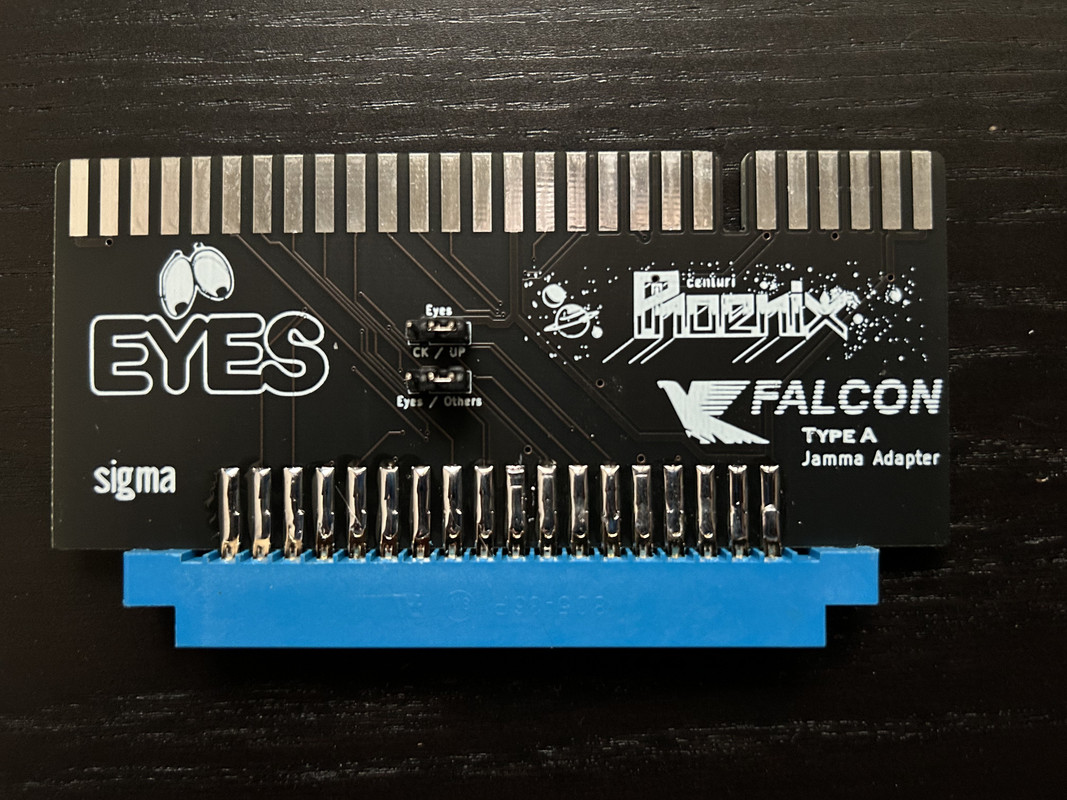 EYES
sigma
Eyes
CK / UP
Eyes / Others
centuri
Phoenix
FALCON
TYPE A
Jamma Adapter